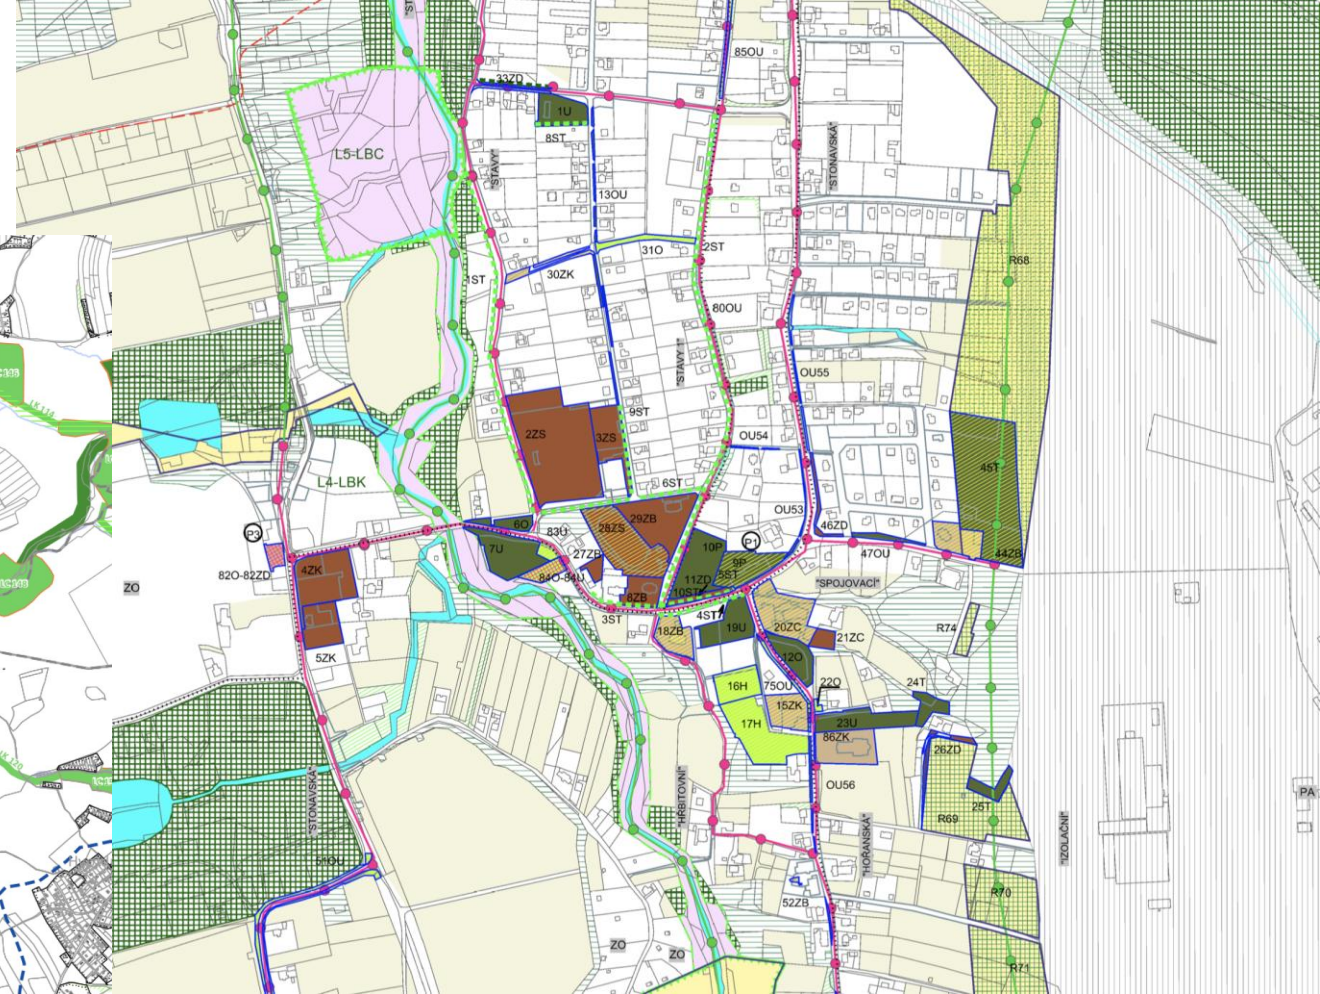 85OU
33ZD
1U
8ST
L5-LBC
"STAVY"
"STONAVSKÁ"
13OU
31O
2ST
R68
30ZK
1ST
80OU
"STAVY 1"
OU55
2ZS
3ZS
9ST
OU54
45T
L4-LBK
6ST
6O
83U
28ZS
29ZB
OU53
46ZD
P3
7U
27ZB
10P
P1
47OU
44ZB
9P
82O-82ZD
4ZK
84O-84U
11ZD
5ST
"SPOJOVACÍ"
ZO
8ZB
10ST
3ST
4ST
18ZB
19U
20ZC
21ZC
R74
5ZK
12O
16H
75OU
22O
24T
15ZK
17H
23U
86ZK
26ZD
"STONAVSKÁ"
"HŘBITOVNÍ"
OU56
25T
PA
R69
"HOŘANSKÁ"
"IZOLAČNÍ"
51OU
R70
52ZB
ZO
ZO
R71